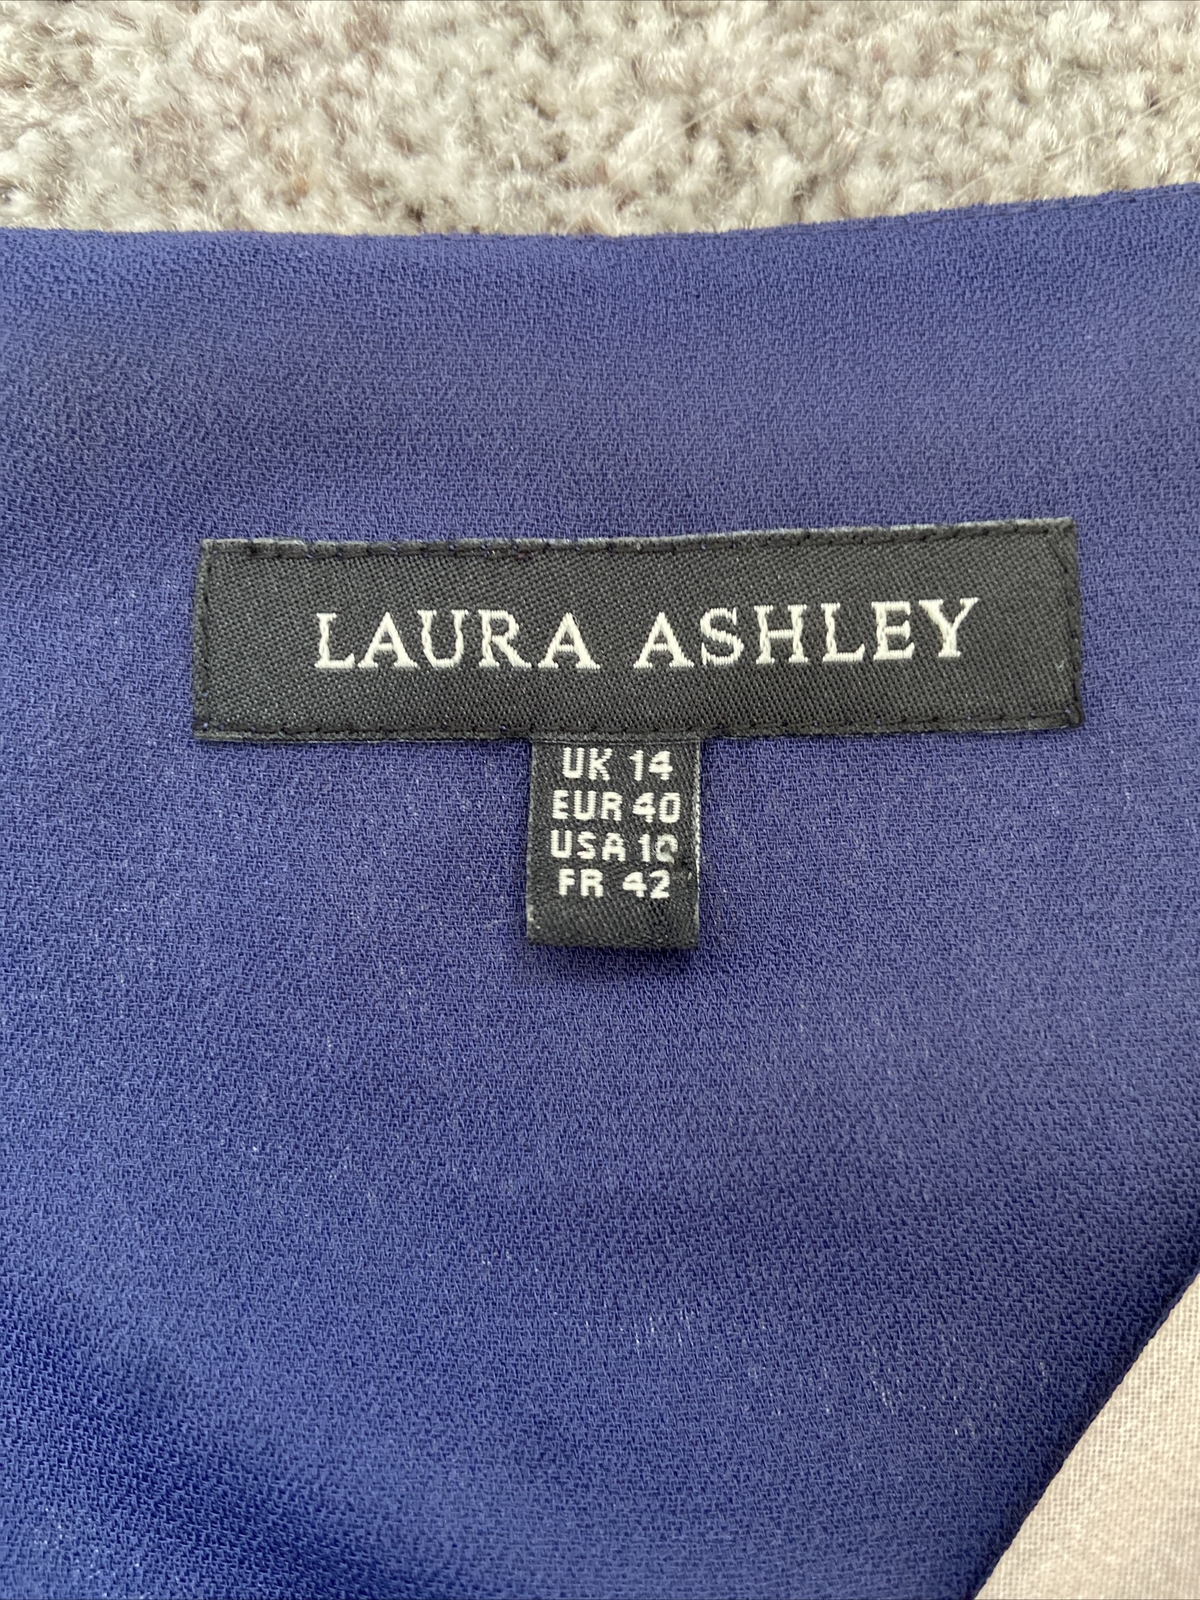 LAURA ASHLEY
UK 14
EUR 40
USA 10
FR 42